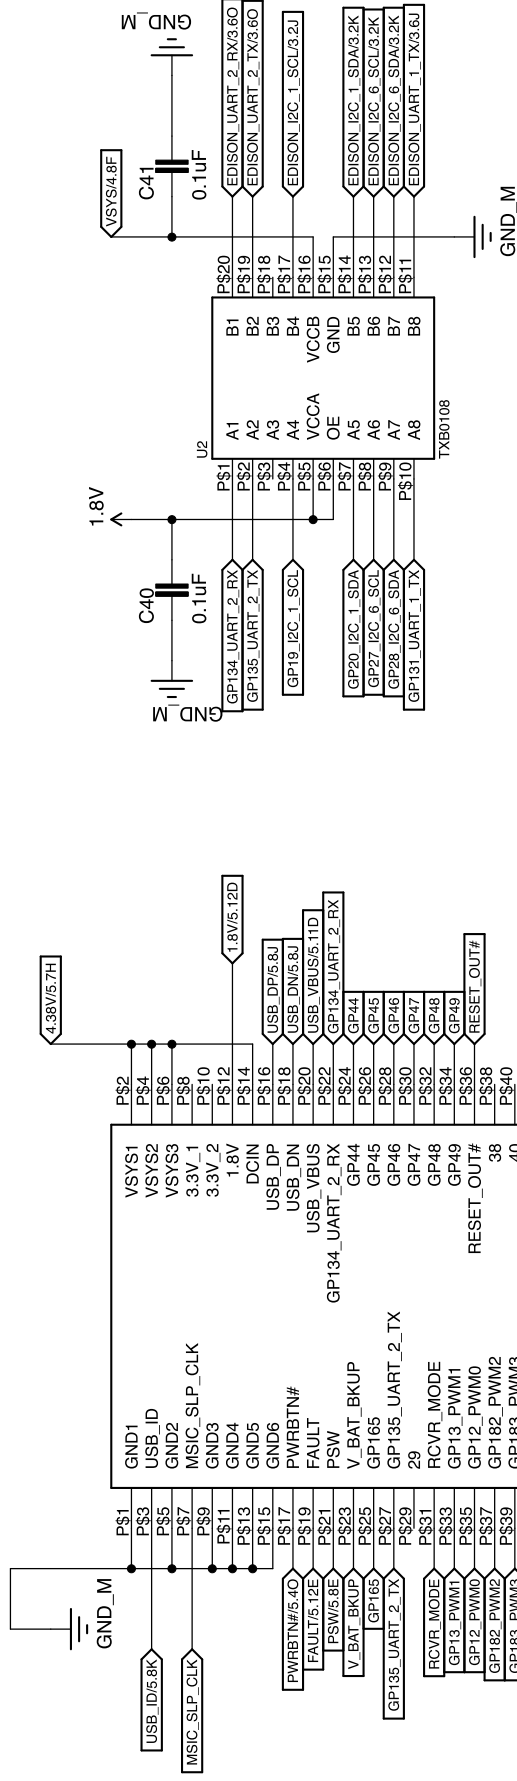 GND_M
VSYS/4.8F
C41
0.1uF
EDISON_UART_2_RX/3.6O
EDISON_UART_2_TX/3.6O
EDISON_I2C_1_SCL/3.2J
EDISON_I2C_1_SDA/3.2K
EDISON_I2C_6_SCL/3.2K
EDISON_I2C_6_SDA/3.2K
EDISON_UART_1_TX/3.6J
GND_M
P$20
P$19
P$18
P$17
P$16
P$15
P$14
P$13
P$12
P$11
B1
B2
B3
B4
VCCB
GND
B5
B6
B7
B8
U2
A1
A2
A3
A4
VCCA
OE
A5
A6
A7
A8
TXB0108
P$1
P$2
P$3
P$4
P$5
P$6
P$7
P$8
P$9
P$10
1.8V
C40
0.1uF
GND_M
GP134_UART_2_RX
GP135_UART_2_TX
GP19_I2C_1_SCL
GP20_I2C_1_SDA
GP27_I2C_6_SCL
GP28_I2C_6_SDA
GP131_UART_1_TX
4.38V/5.7H
1.8V/5.12D
USB_DP/5.8J
USB_DN/5.8J
USB_VBUS/5.11D
GP134_UART_2_RX
GP44
GP45
GP46
GP47
GP48
GP49
RESET_OUT#
P$2
P$4
P$6
P$8
P$10
P$12
P$14
P$16
P$18
P$20
P$22
P$24
P$26
P$28
P$30
P$32
P$34
P$36
P$38
P$40
VSYS1
VSYS2
VSYS3
3.3V_1
3.3V_2
1.8V
DCIN
USB_DP
USB_DN
USB_VBUS
GP134_UART_2_RX
GP44
GP45
GP46
GP47
GP48
GP49
RESET_OUT#
38
40
GND1
USB_ID
GND2
MSIC_SLP_CLK
GND3
GND4
GND5
GND6
PWRBTN#
FAULT
PSW
V_BAT_BKUP
GP165
GP135_UART_2_TX
29
RCVR_MODE
GP13_PWM1
GP12_PWM0
GP182_PWM2
GP183_PWM3
P$1
P$3
P$5
P$7
P$9
P$11
P$13
P$15
P$17
P$19
P$21
P$23
P$25
P$27
P$29
P$31
P$33
P$35
P$37
P$39
GND_M
USB_ID/5.8K
MSIC_SLP_CLK
PWRBTN#/5.4O
FAULT/5.12E
PSW/5.8E
V_BAT_BKUP
GP165
GP135_UART_2_TX
RCVR_MODE
GP13_PWM1
GP12_PWM0
GP182_PWM2
GP183_PWM3